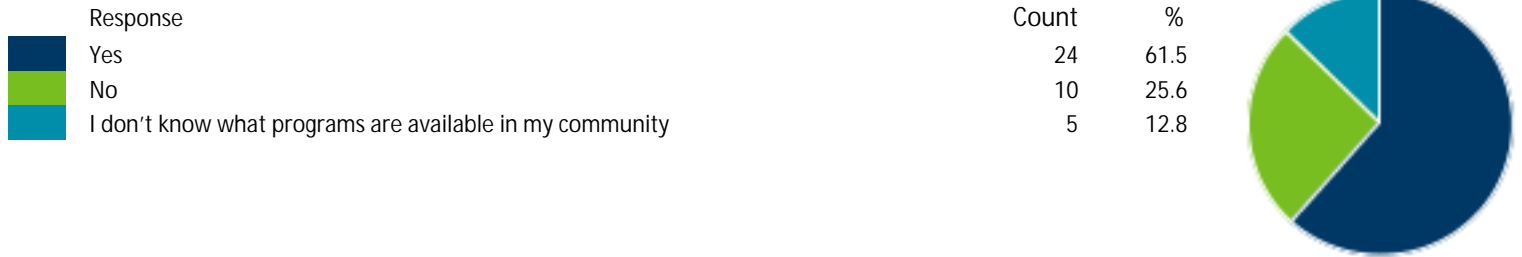 Response Count %
Yes 24 61.5
No 10 25.6
I don't know what programs are available in my community 5 12.8